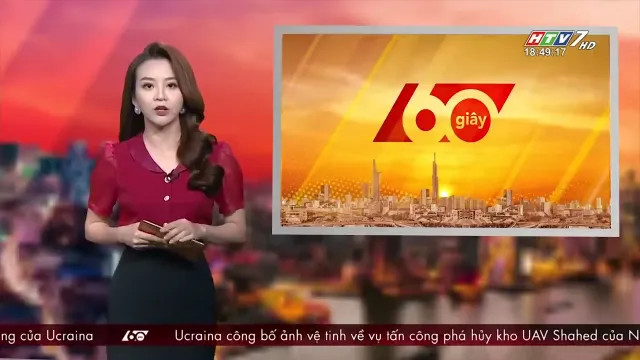 HTV7 HD
18:49:17
60 giây
ng của Ucraina 60 Ucraina công bố ảnh vệ tinh về vụ tấn công phá hủy kho UAV Shahed của N